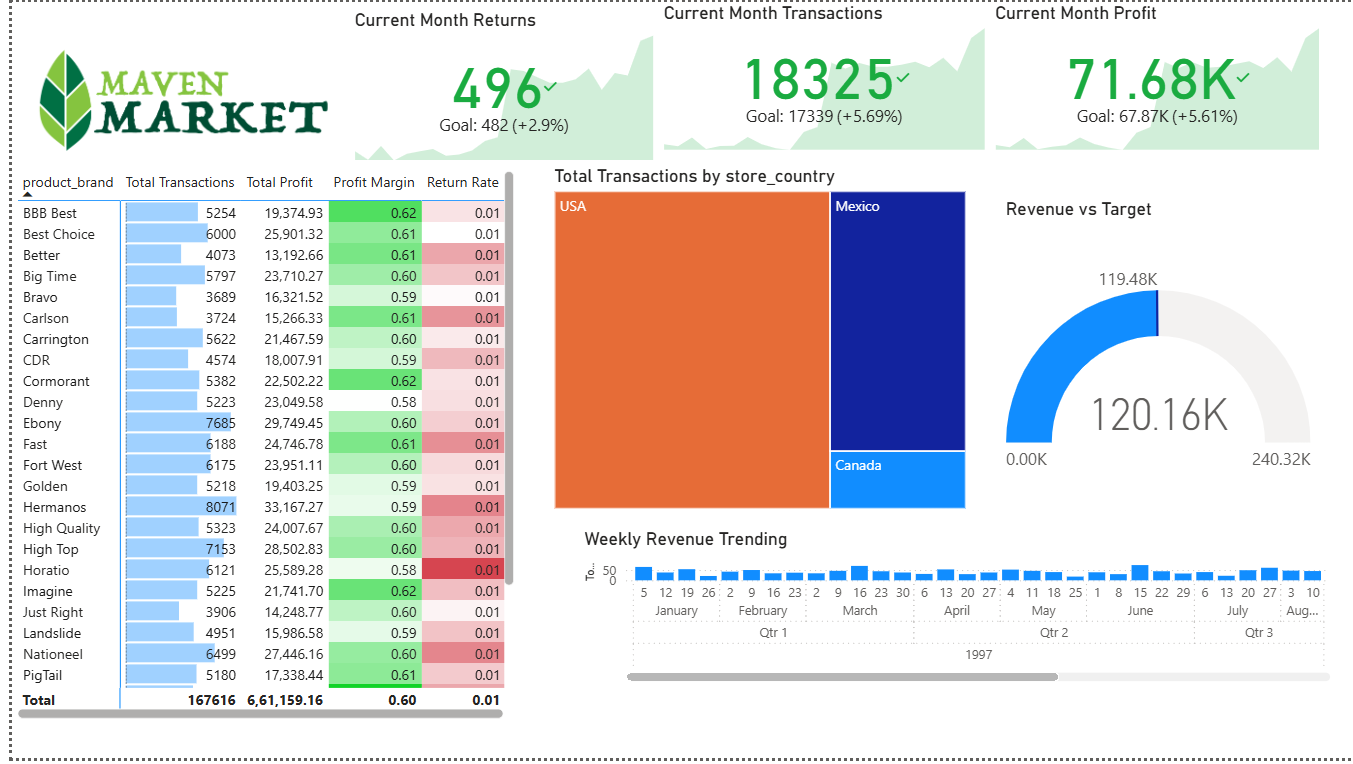 Current Month Returns
Current Month Transactions
Current Month Profit
MAVEN
MARKET
496
Goal: 482 (+2.9%)
18325
Goal: 17339 (+5.69%)
71.68K
Goal: 67.87K (+5.61%)
product_brand Total Transactions Total Profit Profit Margin Return Rate
BBB Best 5254 19,374.93 0.62 0.01
Best Choice 6000 25,901.32 0.61 0.01
Better 4073 13,192.66 0.61 0.01
Big Time 5797 23,710.27 0.60 0.01
Bravo 3689 16,321.52 0.59 0.01
Carlson 3724 15,266.33 0.61 0.01
Carrington 5622 21,467.59 0.60 0.01
CDR 4574 18,007.91 0.59 0.01
Cormorant 5382 22,502.22 0.62 0.01
Denny 5223 23,049.58 0.58 0.01
Ebony 7685 29,749.45 0.60 0.01
Fast 6188 24,746.78 0.61 0.01
Fort West 6175 23,951.11 0.60 0.01
Golden 5218 19,403.25 0.59 0.01
Hermanos 8071 33,167.27 0.59 0.01
High Quality 5323 24,007.67 0.60 0.01
High Top 7153 28,502.83 0.60 0.01
Horatio 6121 25,589.28 0.58 0.01
Imagine 5225 21,741.70 0.62 0.01
Just Right 3906 14,248.77 0.60 0.01
Landslide 4951 15,986.58 0.59 0.01
Nationeel 6499 27,446.16 0.60 0.01
PigTail 5180 17,338.44 0.61 0.01
Total 167616 6,61,159.16 0.60 0.01
Total Transactions by store_country
USA
Mexico
Canada
Revenue vs Target
119.48K
120.16K
0.00K 240.32K
Weekly Revenue Trending
To...
50
0
5 12 19 26 2 9 16 23 2 9 16 23 30 6 13 20 27 4 11 18 25 1 8 15 22 29 6 13 20 27 3 10
January February March April May June July Aug...
Qtr 1 Qtr 2 Qtr 3
1997